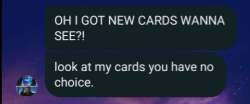 OH I GOT NEW CARDS WANNA
SEE?!
look at my cards you have no
choice.